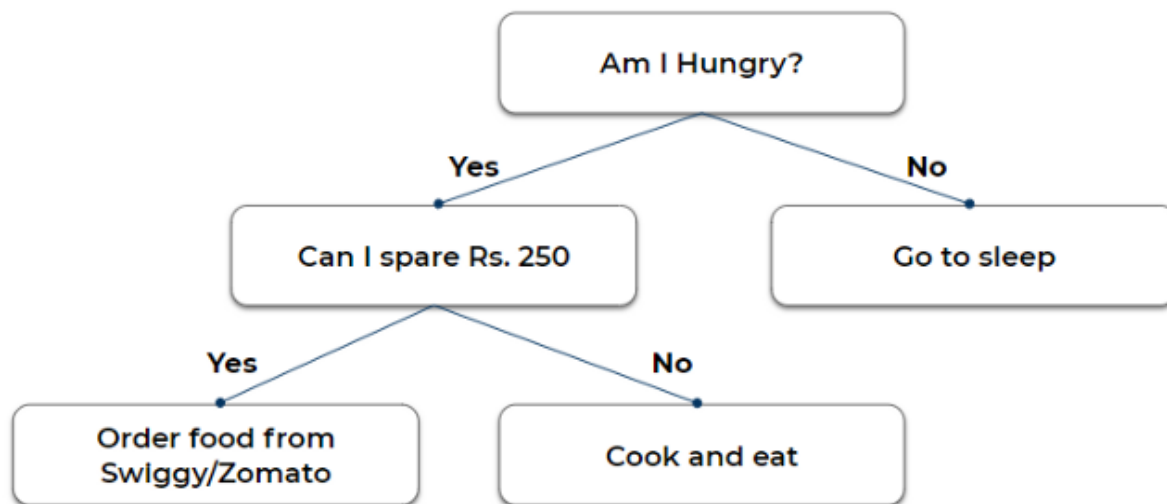 Am I Hungry?
Yes
No
Can I spare Rs. 250
Go to sleep
Yes
No
Order food from
Swiggy/Zomato
Cook and eat